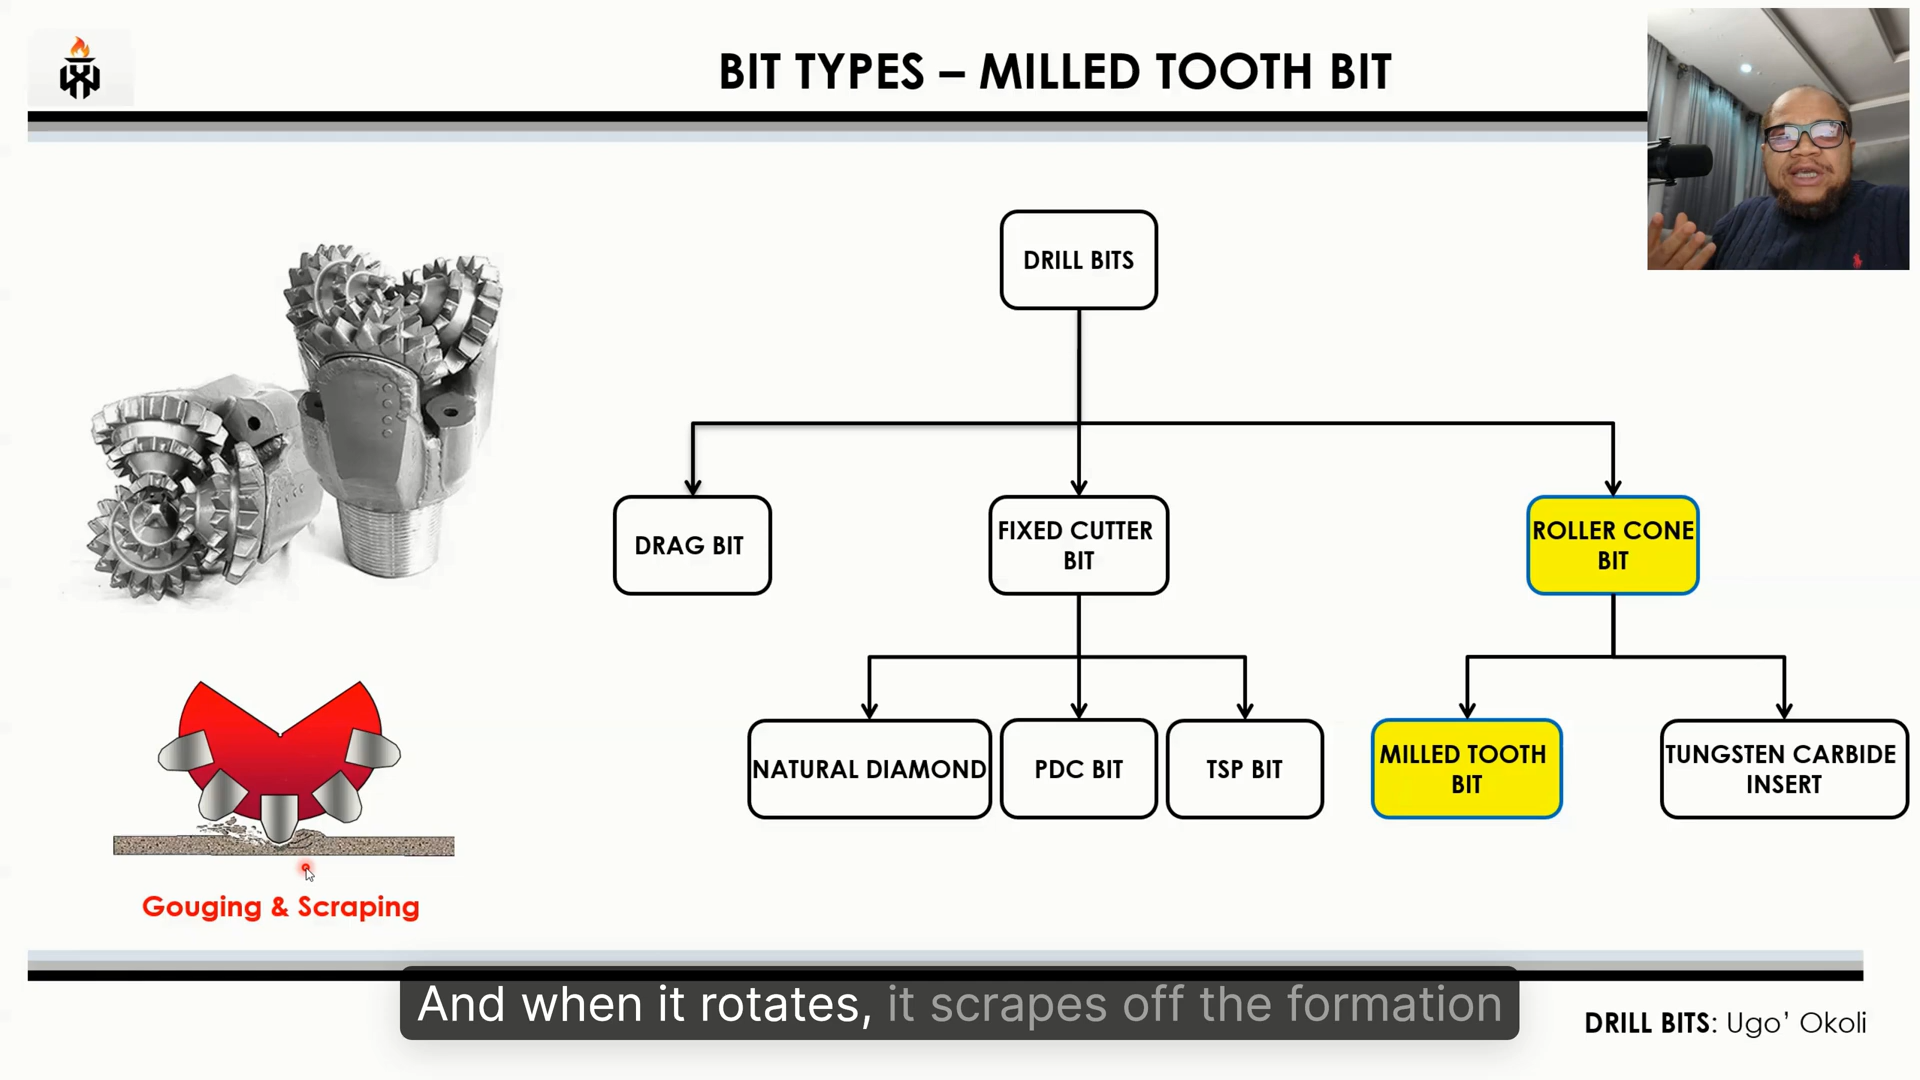 BIT TYPES – MILLED TOOTH BIT
DRILL BITS
DRAG BIT
FIXED CUTTER
BIT
ROLLER CONE
BIT
NATURAL DIAMOND
PDC BIT
TSP BIT
MILLED TOOTH
BIT
TUNGSTEN CARBIDE
INSERT
Gouging & Scraping
And when it rotates, it scrapes off the formation
DRILL BITS: Ugo’ Okoli